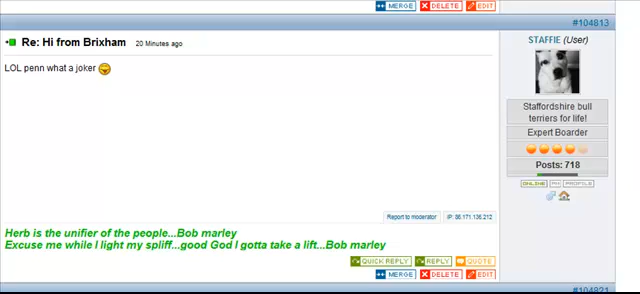 MERGE DELETE EDIT
#104813
Re: Hi from Brixham 20 Minutes ago
STAFFIE (User)
LOL penn what a joker
Staffordshire bull
terriers for life!
Expert Boarder
Posts: 718
ONLINE PM PROFILE
Report to moderator IP: 86.171.136.212
Herb is the unifier of the people...Bob marley
Excuse me while I light my spliff...good God I gotta take a lift...Bob marley
QUICK REPLY REPLY QUOTE
MERGE DELETE EDIT
#104821